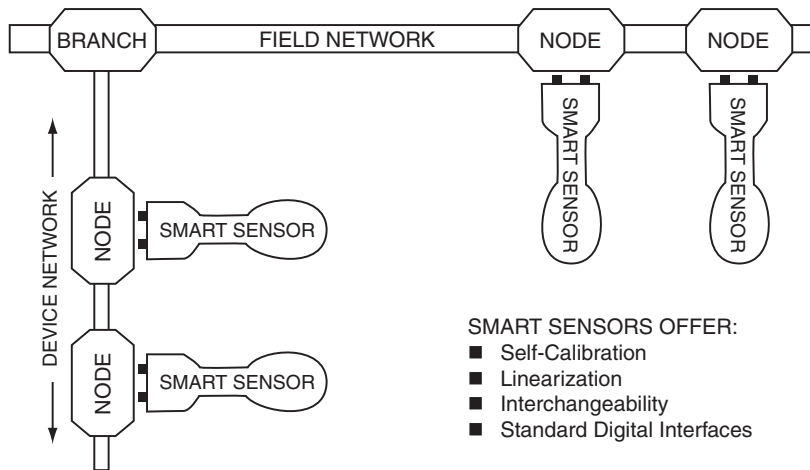 BRANCH
FIELD NETWORK
NODE
NODE
SMART SENSOR
SMART SENSOR
DEVICE NETWORK
NODE
SMART SENSOR
NODE
SMART SENSOR
SMART SENSORS OFFER:
■ Self-Calibration
■ Linearization
■ Interchangeability
■ Standard Digital Interfaces